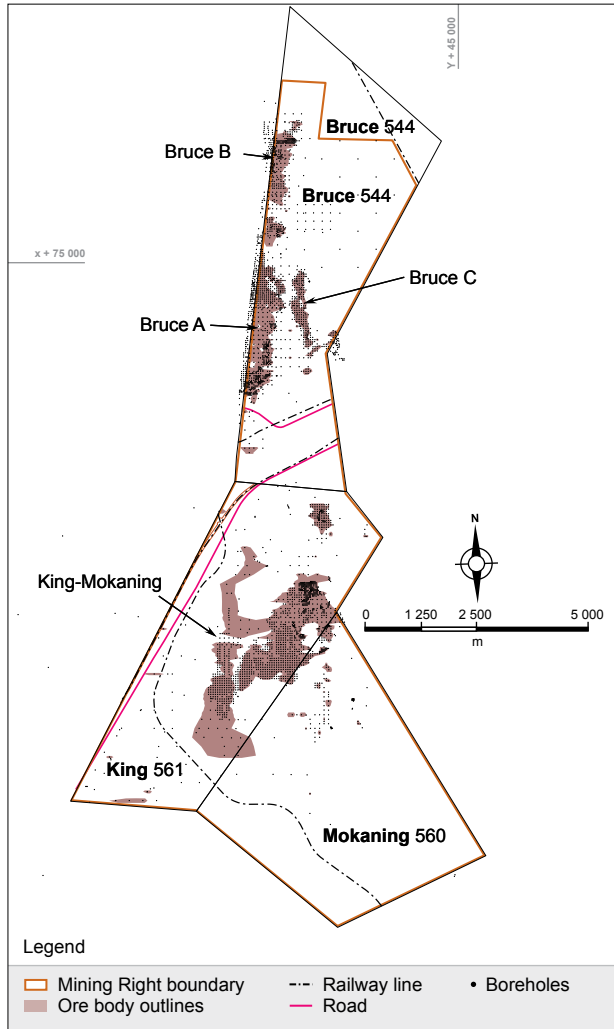 Y + 45 000
Bruce 544
Bruce B
Bruce 544
x + 75 000
Bruce C
Bruce A
N
King-Mokaning
0 1 250 2 500 5 000
m
King 561
Mokaning 560
Legend
Mining Right boundary
Railway line
Boreholes
Ore body outlines
Road